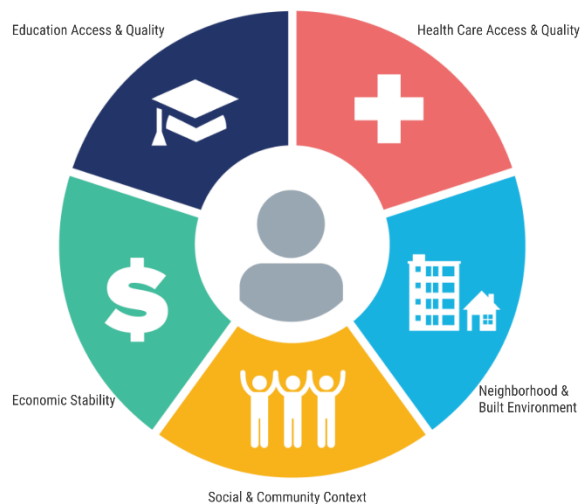 Education Access & Quality
Health Care Access & Quality
Economic Stability
Neighborhood &
Built Environment
Social & Community Context